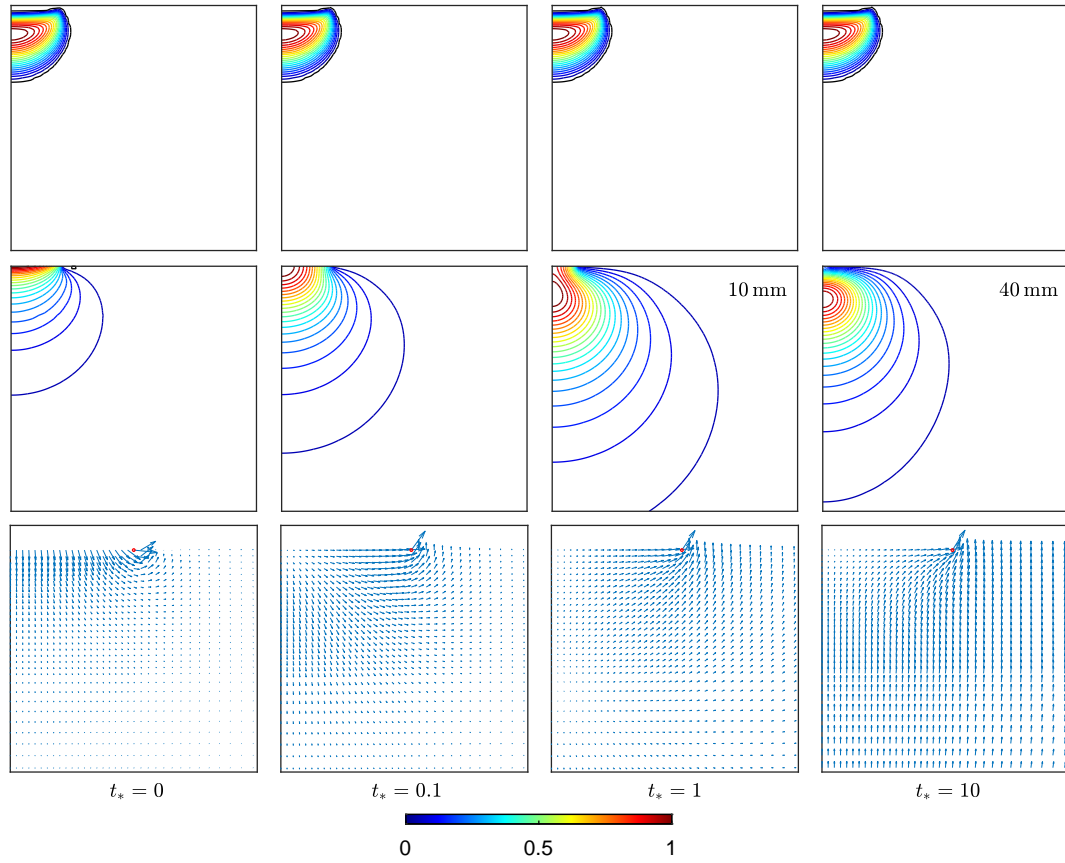 10 mm 40 mm
t* = 0 t* = 0.1 t* = 1 t* = 10
0 0.5 1